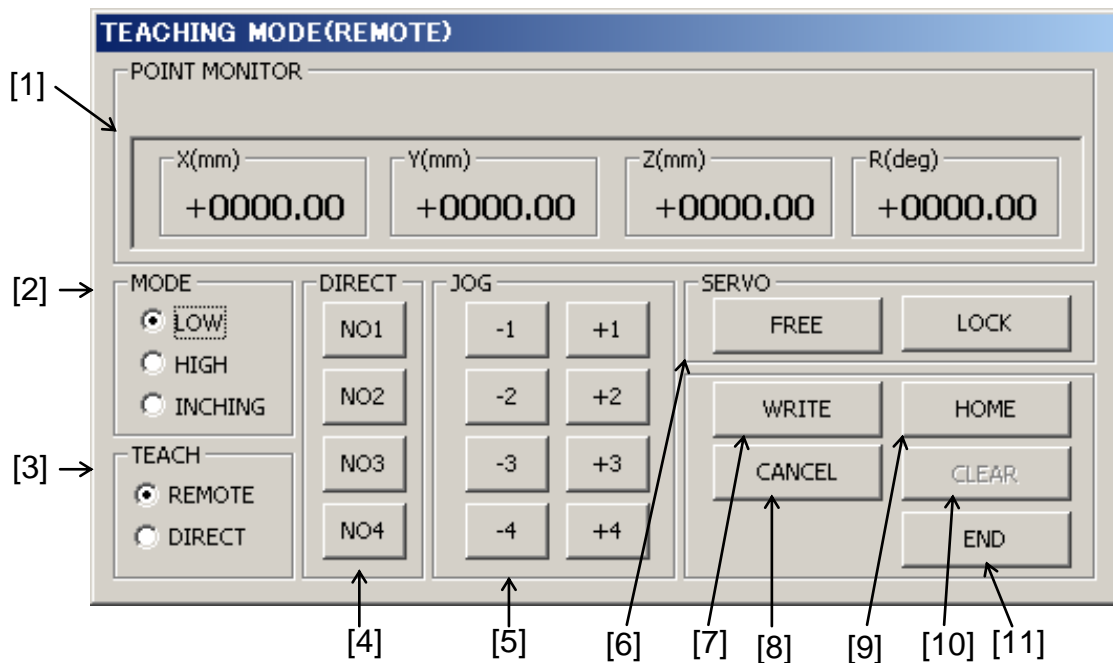 TEACHING MODE(REMOTE)
POINT MONITOR
[1]
X(mm) Y(mm) Z(mm) R(deg)
+0000.00 +0000.00 +0000.00 +0000.00
[2] MODE DIRECT JOG SERVO
LOW NO1 -1 +1 FREE LOCK
HIGH
INCHING NO2 -2 +2 WRITE HOME
[3] TEACH NO3 -3 +3 CANCEL CLEAR
REMOTE
DIRECT NO4 -4 +4 END
[4] [5] [6] [7] [8] [9] [10] [11]